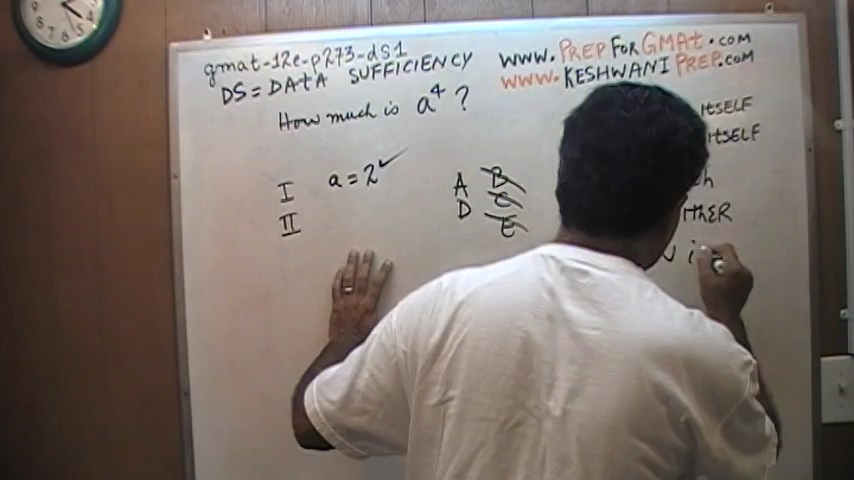 gmat-12e-p273-ds1
DS = DATA SUFFICIENCY
www.PREPFORGMAT.COM
www.KESHWANIPREP.COM
How much is a⁴ ?
ITSELF
ITSELF
I a = 2 ✓
II
A B
D C
E